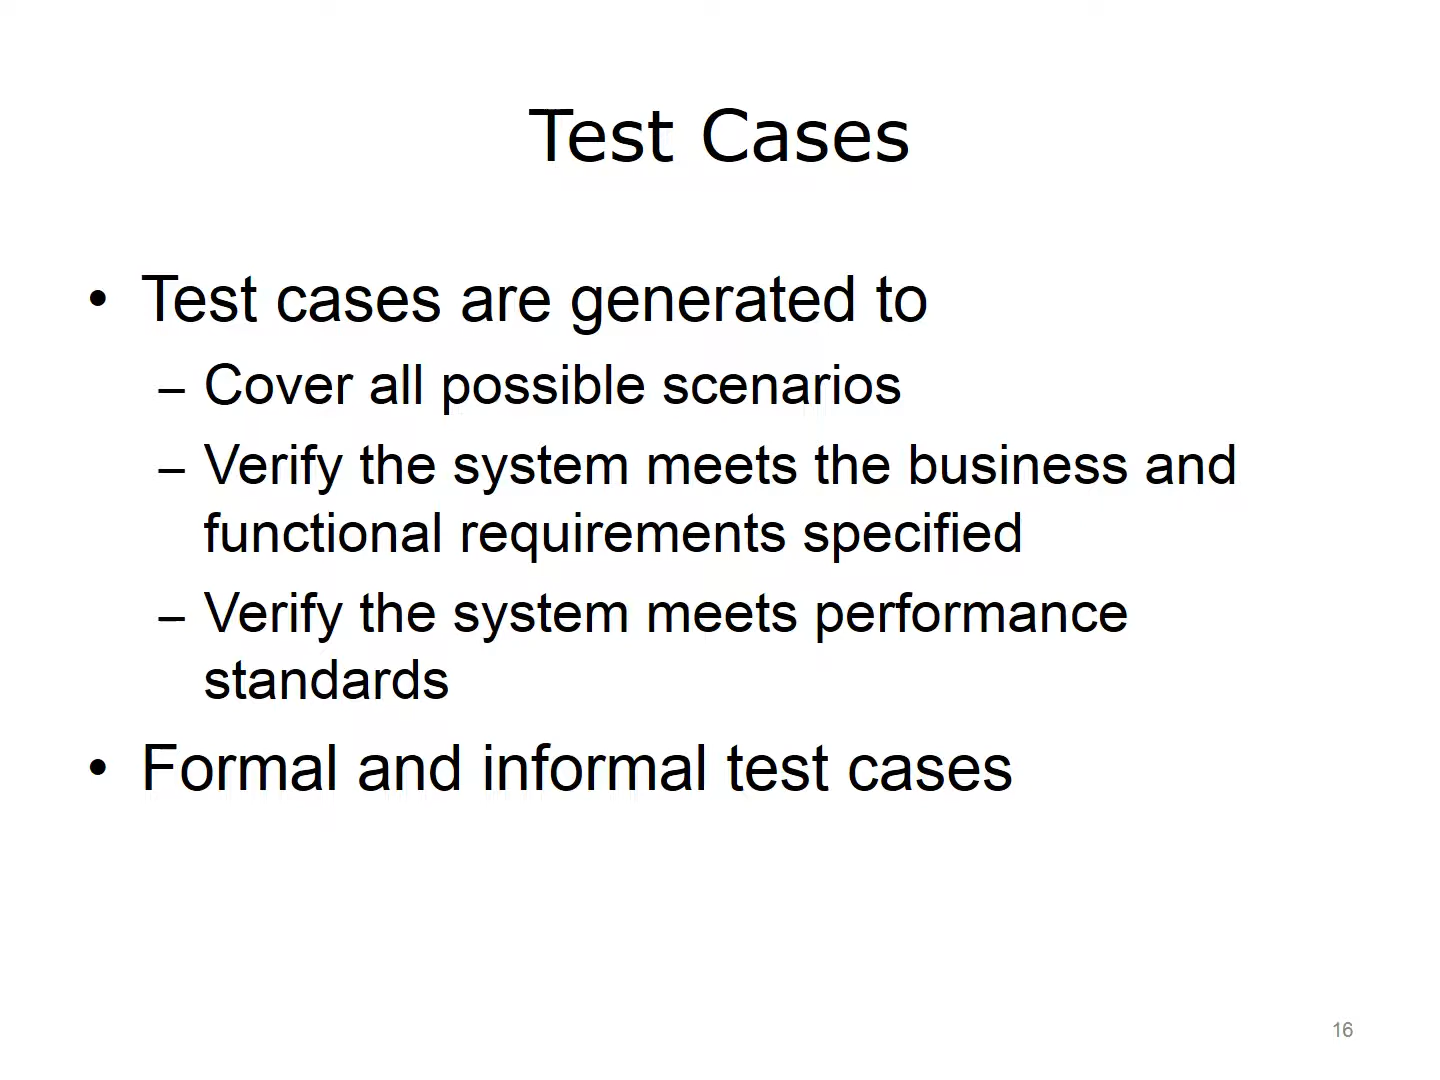 Test Cases
• Test cases are generated to
– Cover all possible scenarios
– Verify the system meets the business and
functional requirements specified
– Verify the system meets performance
standards
• Formal and informal test cases
16